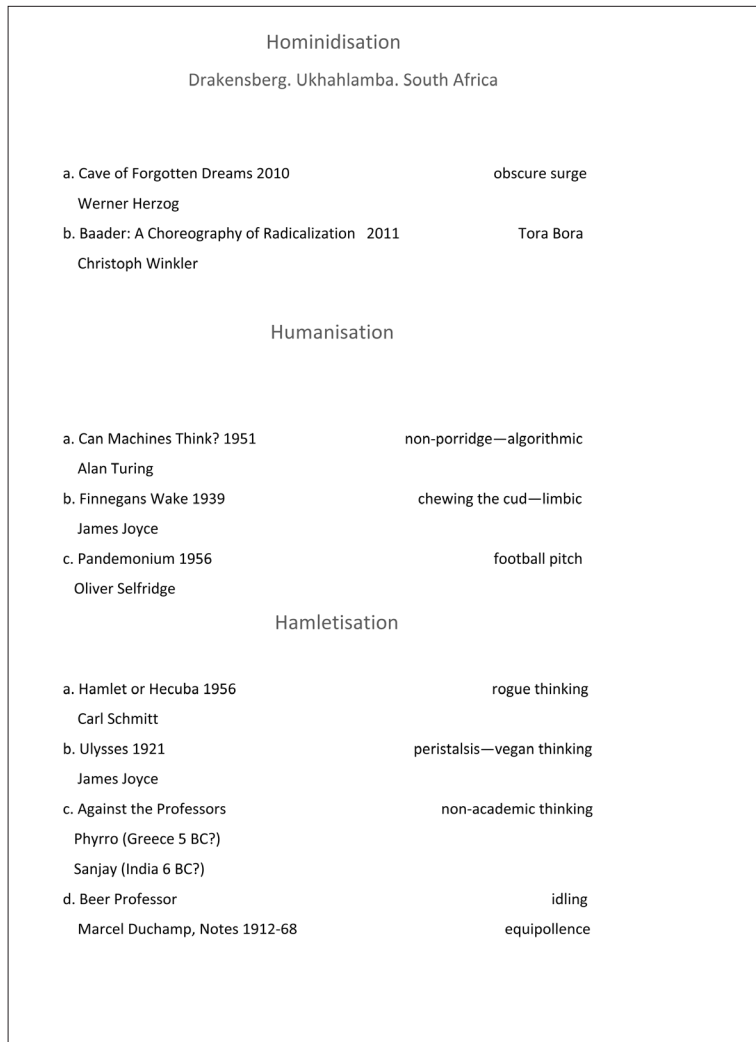 Hominidisation
Drakensberg. Ukhahlamba. South Africa
a. Cave of Forgotten Dreams 2010 obscure surge
Werner Herzog
b. Baader: A Choreography of Radicalization 2011 Tora Bora
Christoph Winkler
Humanisation
a. Can Machines Think? 1951 non-porridge—algorithmic
Alan Turing
b. Finnegans Wake 1939 chewing the cud—limbic
James Joyce
c. Pandemonium 1956 football pitch
Oliver Selfridge
Hamletisation
a. Hamlet or Hecuba 1956 rogue thinking
Carl Schmitt
b. Ulysses 1921 peristalsis—vegan thinking
James Joyce
c. Against the Professors non-academic thinking
Phyrro (Greece 5 BC?)
Sanjay (India 6 BC?)
d. Beer Professor idling
Marcel Duchamp, Notes 1912-68 equipollence